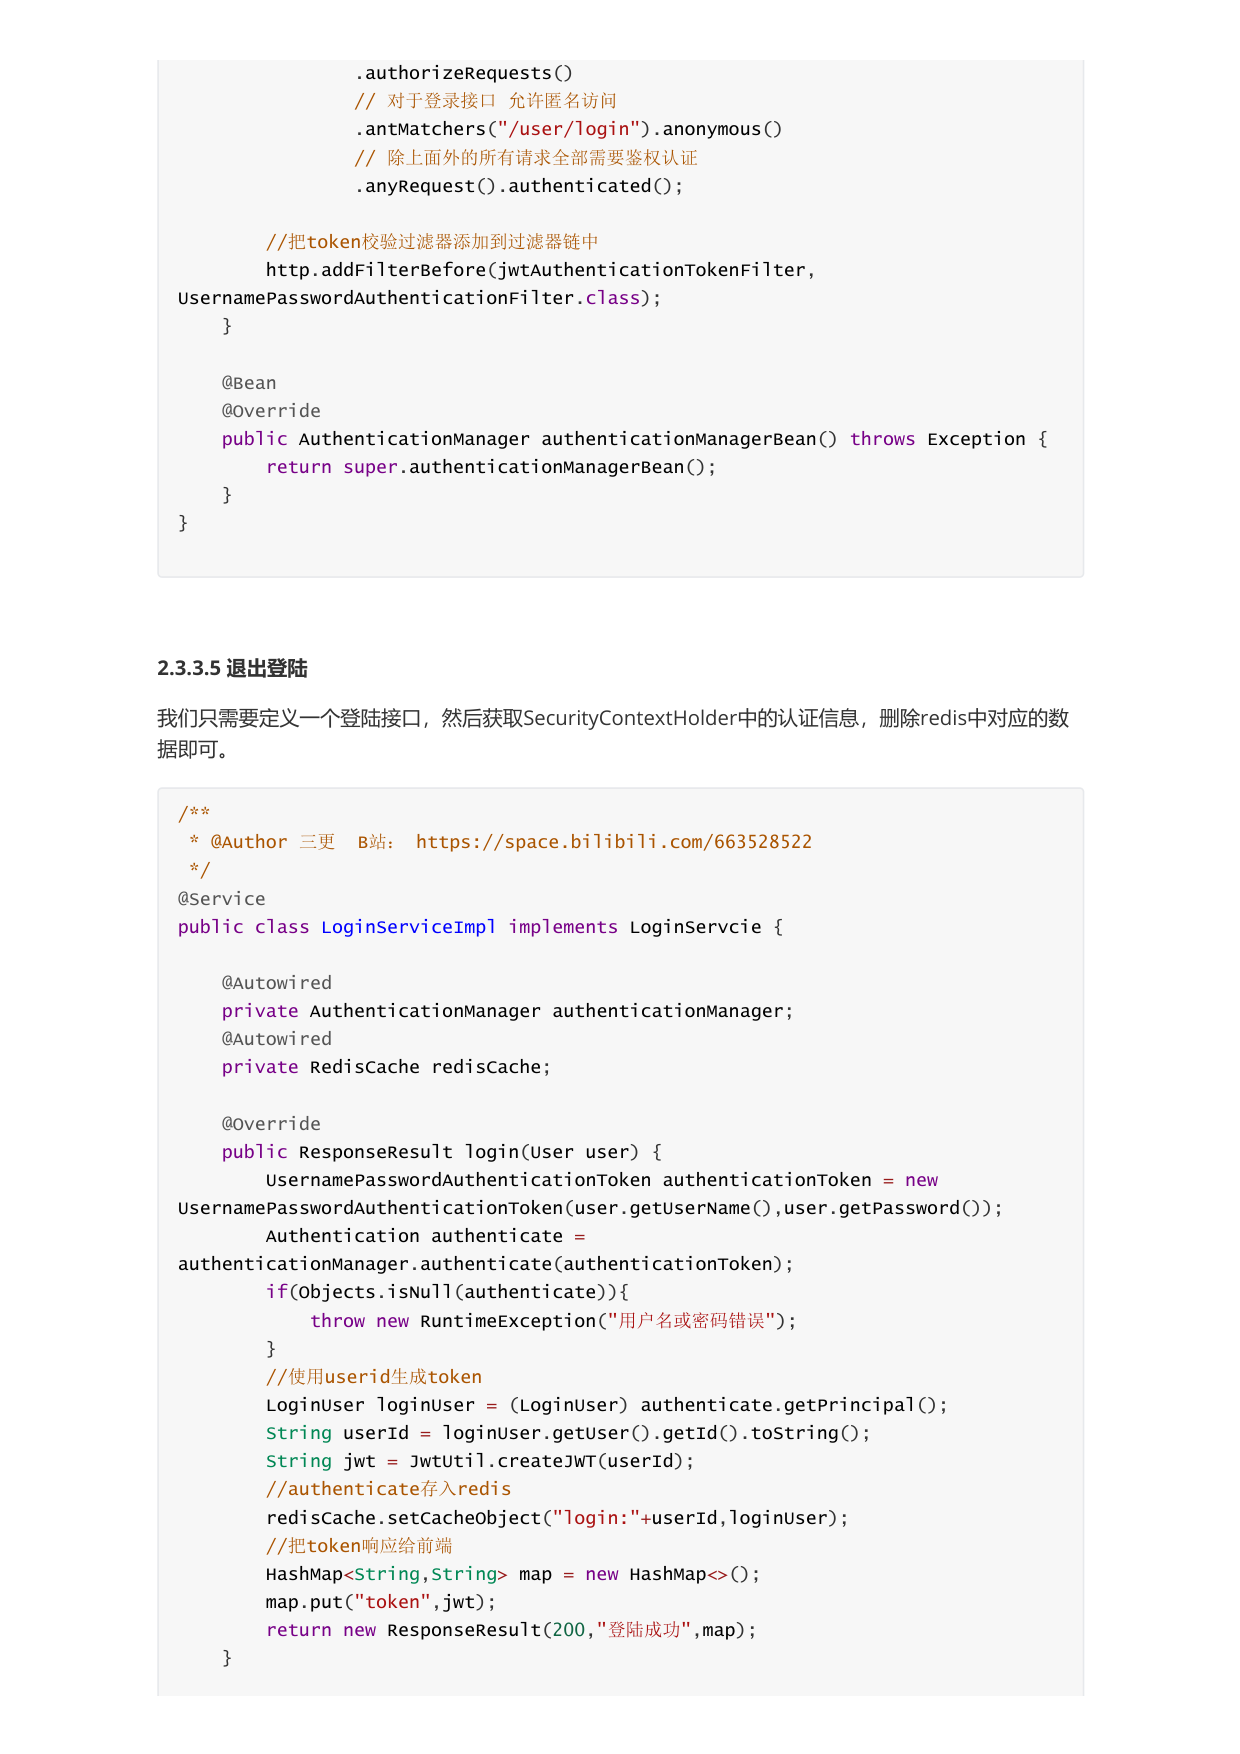 .authorizeRequests()
                // 对于登录接口 允许匿名访问
                .antMatchers("/user/login").anonymous()
                // 除上面外的所有请求全部需要鉴权认证
                .anyRequest().authenticated();

        //把token校验过滤器添加到过滤器链中
        http.addFilterBefore(jwtAuthenticationTokenFilter,
UsernamePasswordAuthenticationFilter.class);
    }

    @Bean
    @Override
    public AuthenticationManager authenticationManagerBean() throws Exception {
        return super.authenticationManagerBean();
    }
}

2.3.3.5 退出登陆
我们只需要定义一个登陆接口，然后获取SecurityContextHolder中的认证信息，删除redis中对应的数
据即可。

/**
 * @Author 三更  B站： https://space.bilibili.com/663528522
 */
@Service
public class LoginServiceImpl implements LoginServcie {

    @Autowired
    private AuthenticationManager authenticationManager;
    @Autowired
    private RedisCache redisCache;

    @Override
    public ResponseResult login(User user) {
        UsernamePasswordAuthenticationToken authenticationToken = new
UsernamePasswordAuthenticationToken(user.getUserName(),user.getPassword());
        Authentication authenticate =
authenticationManager.authenticate(authenticationToken);
        if(Objects.isNull(authenticate)){
            throw new RuntimeException("用户名或密码错误");
        }
        //使用userid生成token
        LoginUser loginUser = (LoginUser) authenticate.getPrincipal();
        String userId = loginUser.getUser().getId().toString();
        String jwt = JwtUtil.createJWT(userId);
        //authenticate存入redis
        redisCache.setCacheObject("login:"+userId,loginUser);
        //把token响应给前端
        HashMap<String,String> map = new HashMap<>();
        map.put("token",jwt);
        return new ResponseResult(200,"登陆成功",map);
    }